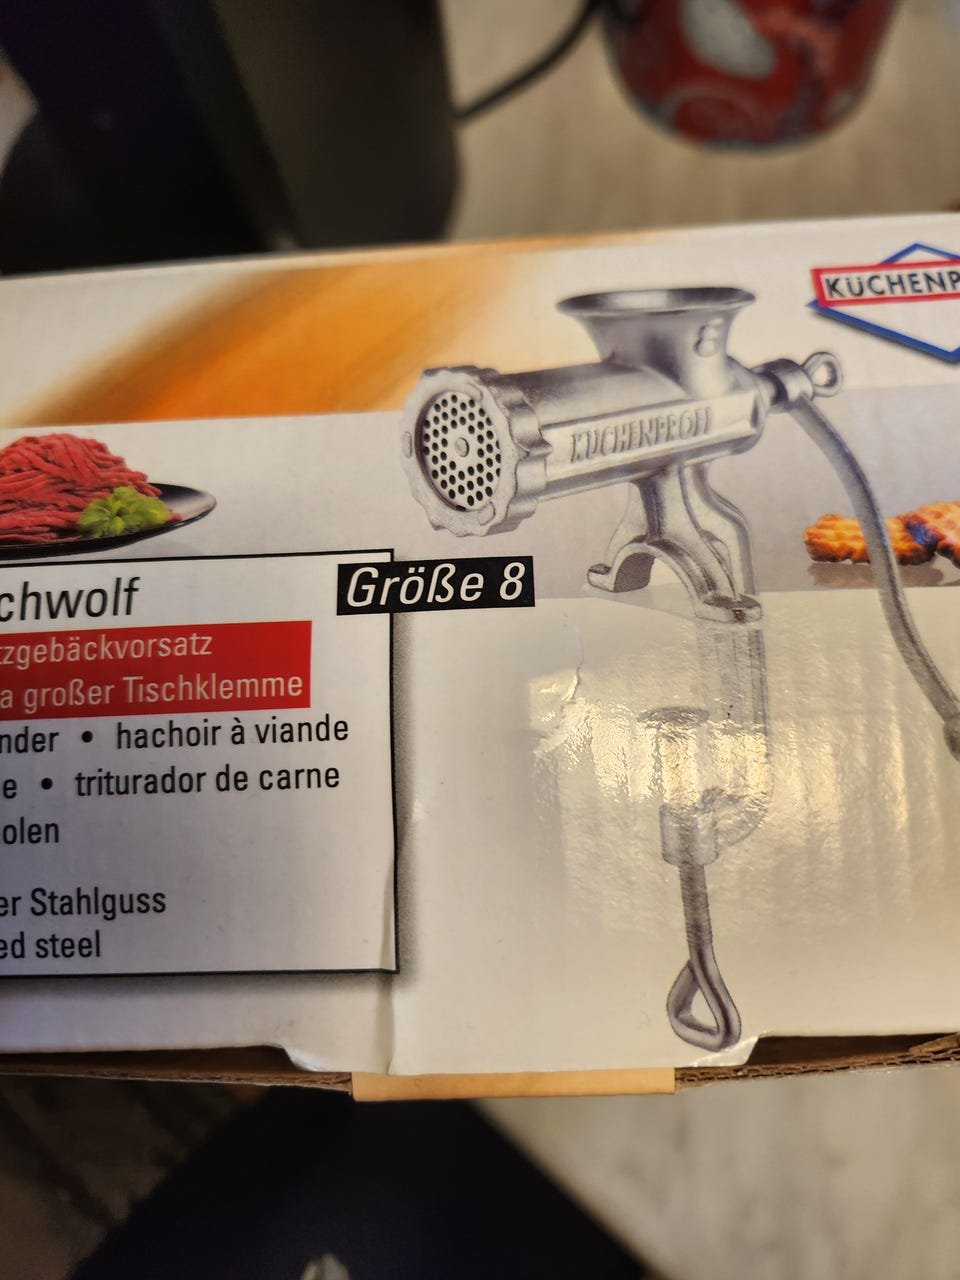 KÜCHENP
8
KÜCHENPROFI
Größe 8
chwolf
tzgebäckvorsatz
a großer Tischklemme
nder • hachoir à viande
e • triturador de carne
olen
er Stahlguss
ed steel